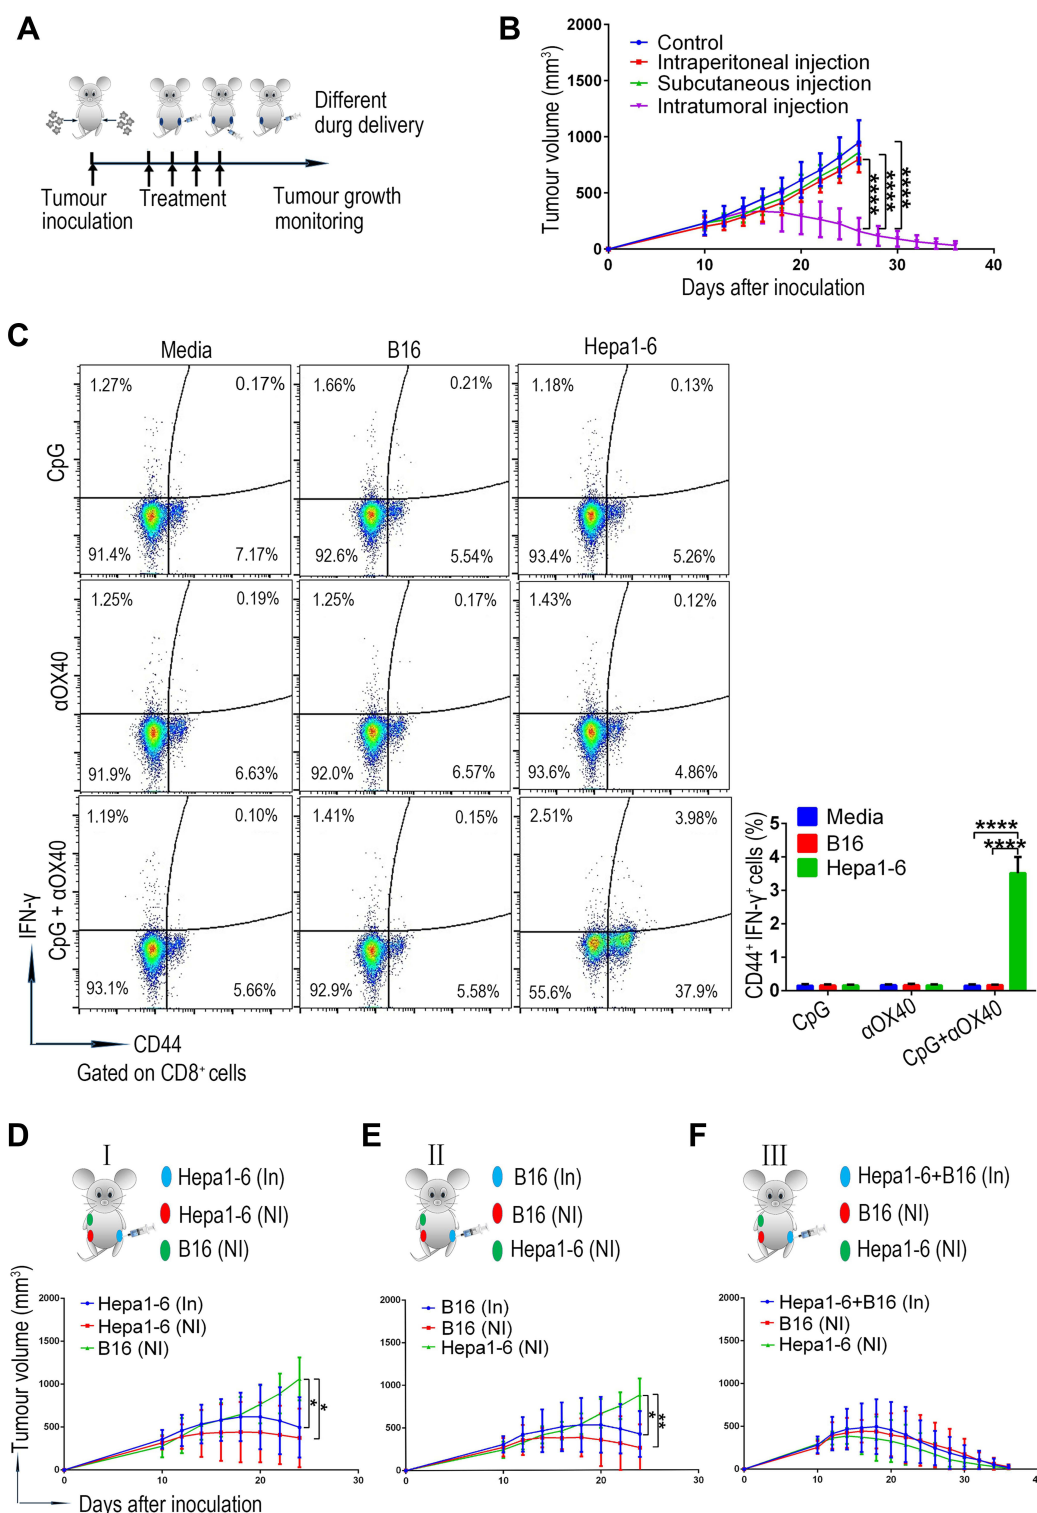 A
Different
durg delivery
Tumour
inoculation
Treatment
Tumour growth
monitoring
B
Tumour volume (mm³)
2000
1500
1000
500
0
Control
Intraperitoneal injection
Subcutaneous injection
Intratumoral injection
****
****
****
0
10
20
30
40
Days after inoculation
C
Media
B16
Hepa1-6
CpG
1.27%
0.17%
91.4%
7.17%
1.66%
0.21%
92.6%
5.54%
1.18%
0.13%
93.4%
5.26%
αOX40
1.25%
0.19%
91.9%
6.63%
1.25%
0.17%
92.0%
6.57%
1.43%
0.12%
93.6%
4.86%
CpG + αOX40
1.19%
0.10%
93.1%
5.66%
1.41%
0.15%
92.9%
5.58%
2.51%
3.98%
55.6%
37.9%
IFN-γ
CD44
Gated on CD8⁺ cells
CD44⁺ IFN-γ⁺ cells (%)
5
4
3
2
1
0
Media
B16
Hepa1-6
****
****
CpG
αOX40
CpG+αOX40
D
I
Hepa1-6 (In)
Hepa1-6 (NI)
B16 (NI)
Tumour volume (mm³)
2000
1500
1000
500
0
Hepa1-6 (In)
Hepa1-6 (NI)
B16 (NI)
*
*
0
10
20
30
Days after inoculation
E
II
B16 (In)
B16 (NI)
Hepa1-6 (NI)
2000
1500
1000
500
0
B16 (In)
B16 (NI)
Hepa1-6 (NI)
*
**
0
10
20
30
F
III
Hepa1-6+B16 (In)
B16 (NI)
Hepa1-6 (NI)
2000
1500
1000
500
0
Hepa1-6+B16 (In)
B16 (NI)
Hepa1-6 (NI)
0
10
20
30